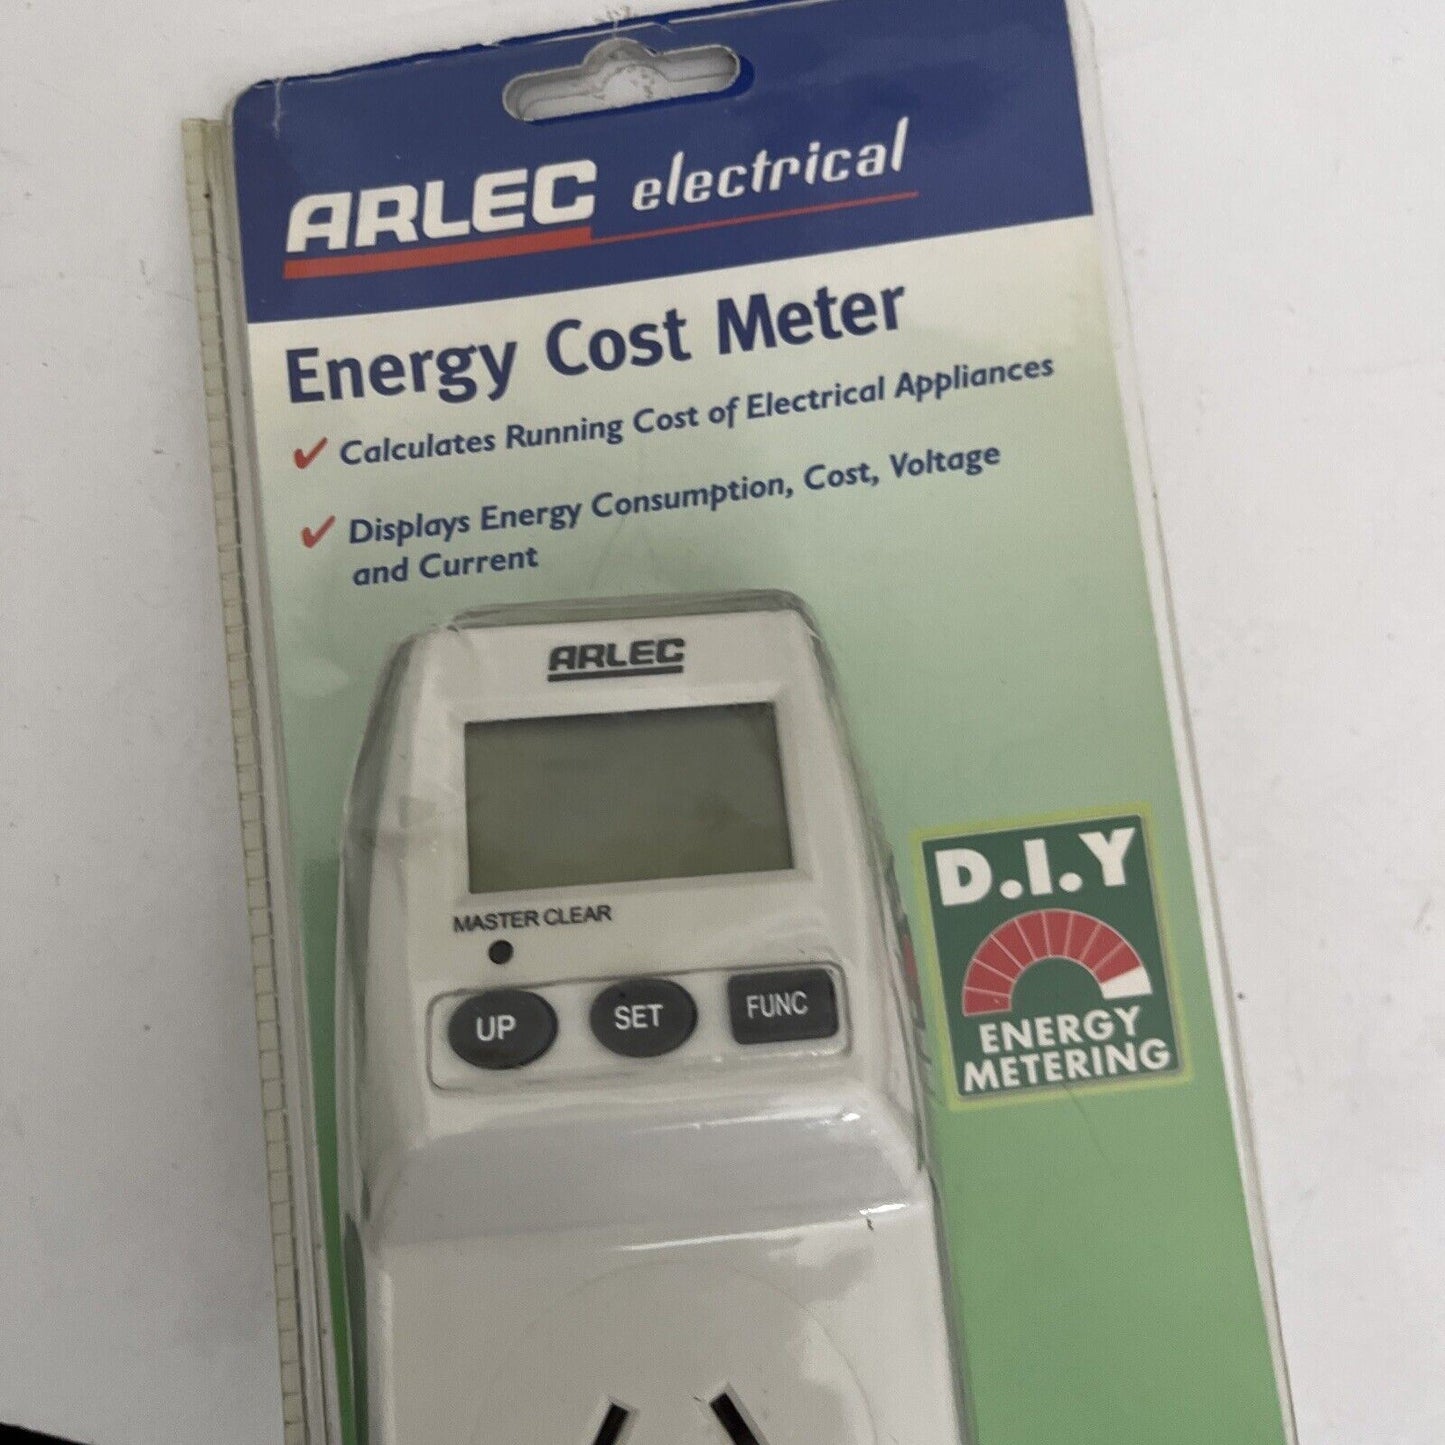 ARLEC electrical
Energy Cost Meter
✓ Calculates Running Cost of Electrical Appliances
✓ Displays Energy Consumption, Cost, Voltage
and Current
ARLEC
MASTER CLEAR
UP SET FUNC
D.I.Y
ENERGY
METERING